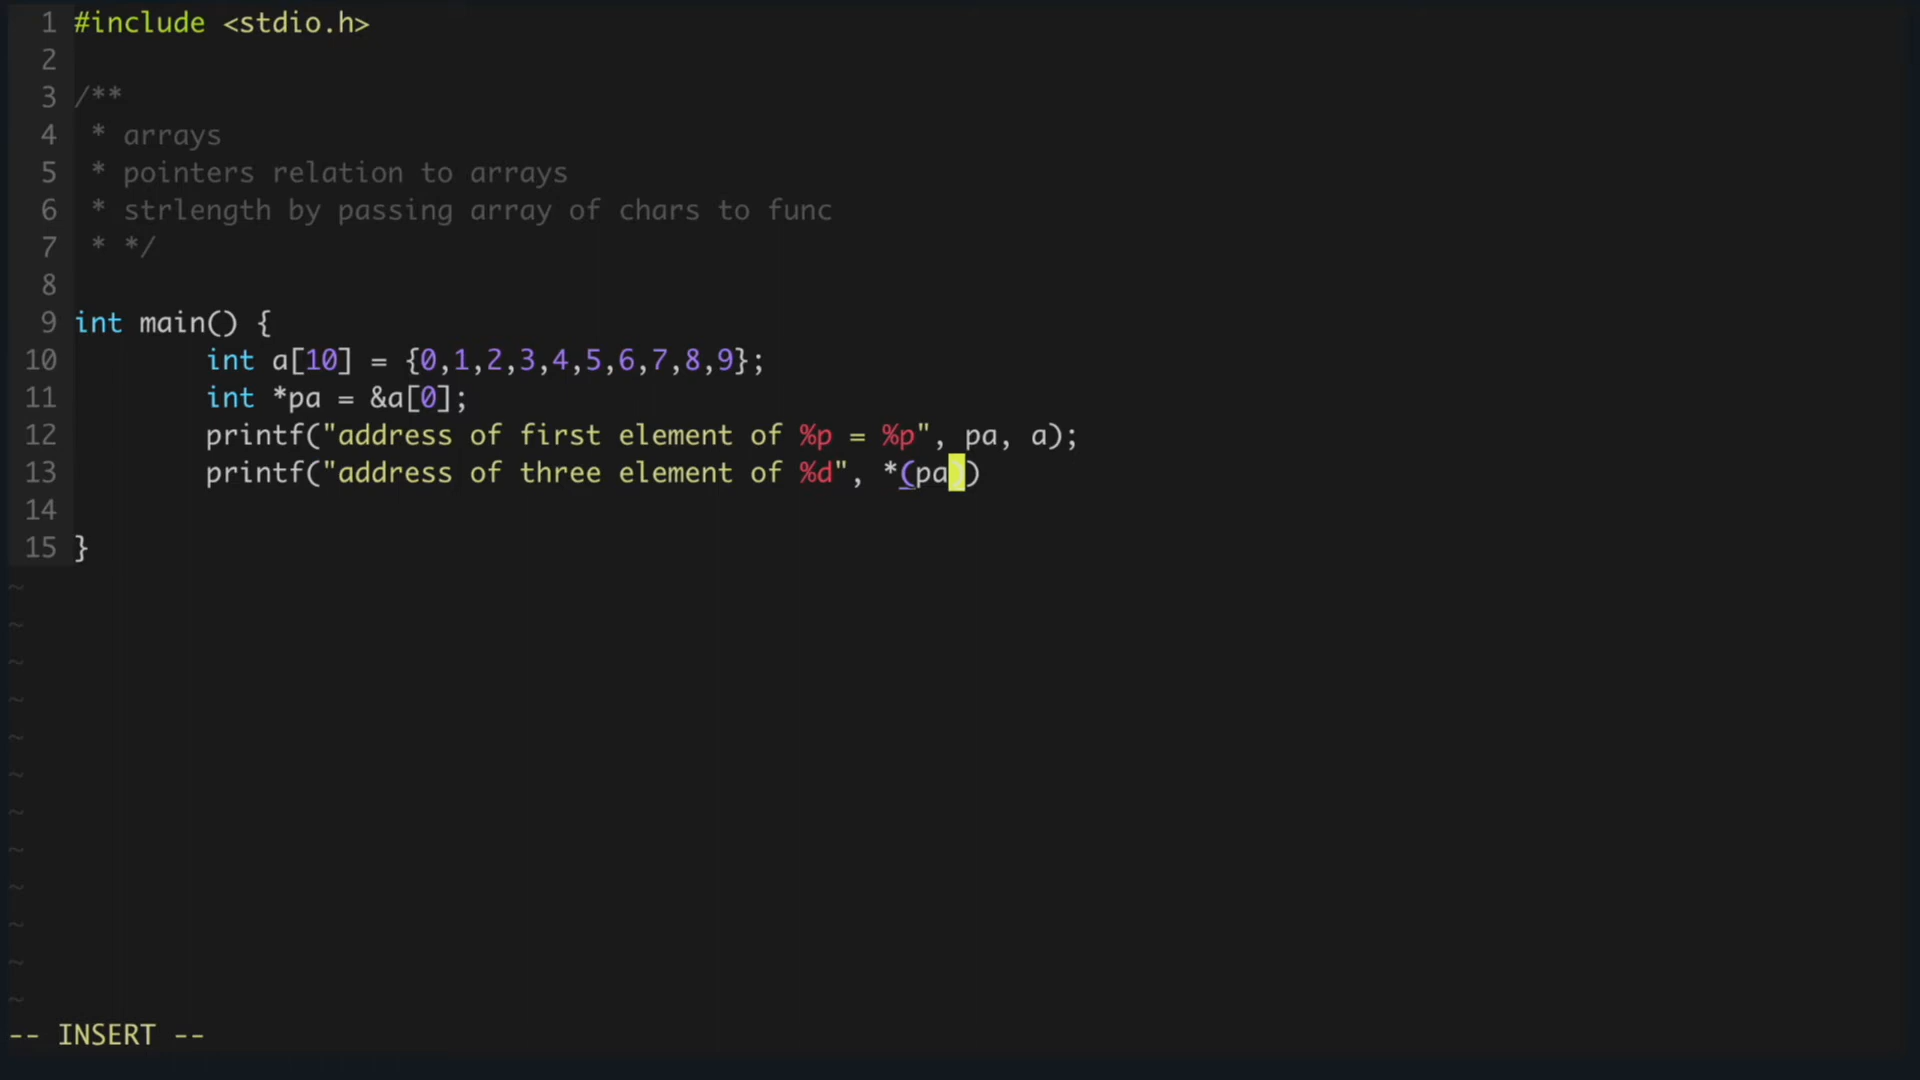 1 #include <stdio.h>
2
3 /**
4  * arrays
5  * pointers relation to arrays
6  * strlength by passing array of chars to func
7  * */
8
9 int main() {
10         int a[10] = {0,1,2,3,4,5,6,7,8,9};
11         int *pa = &a[0];
12         printf("address of first element of %p = %p", pa, a);
13         printf("address of three element of %d", *(pa))
14
15 }
~
~
~
~
~
~
~
~
~
~
~
~
-- INSERT --